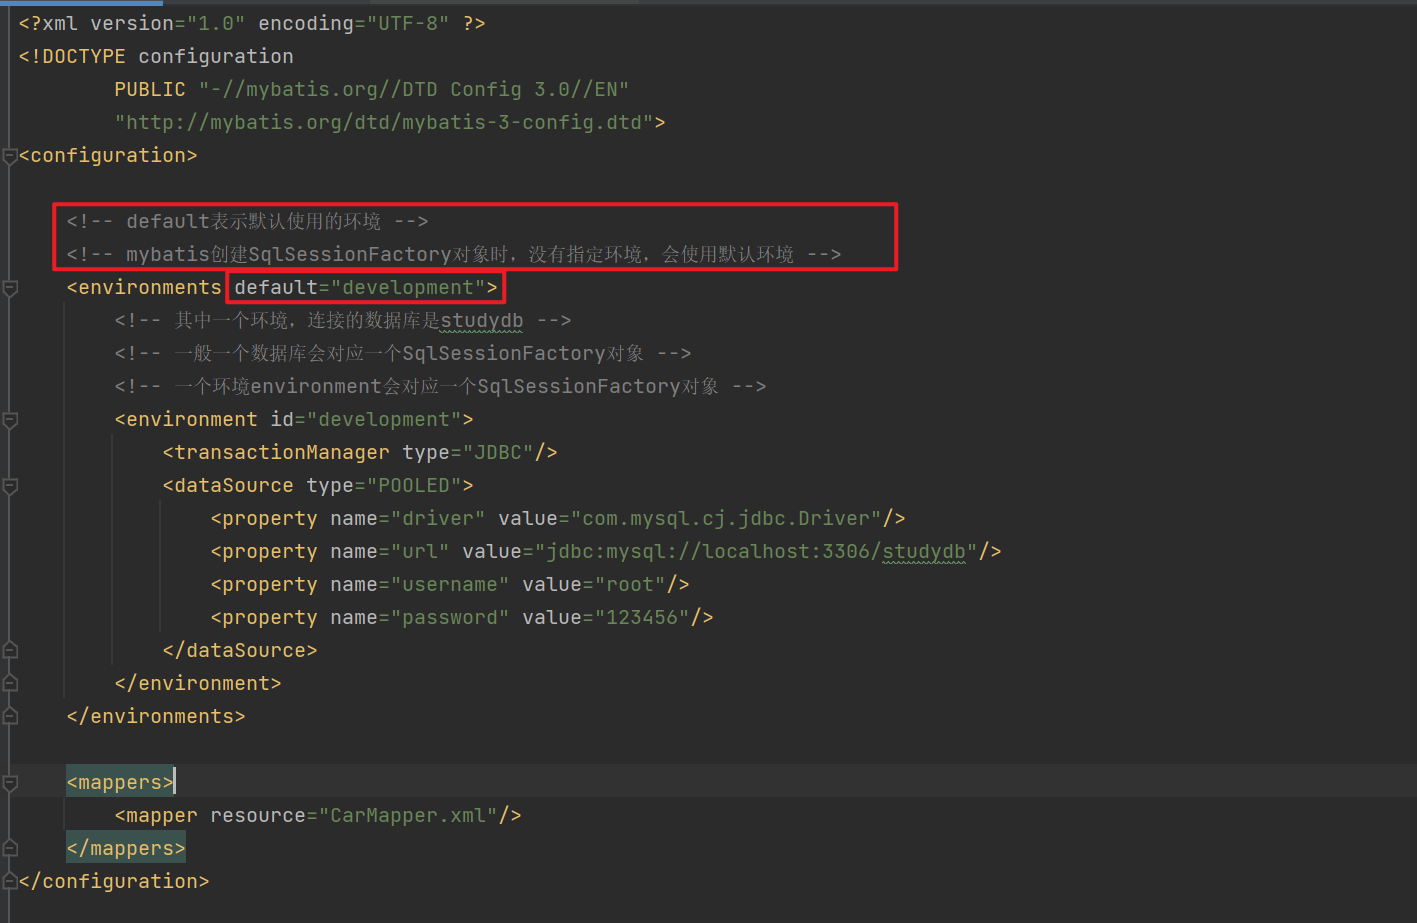 <?xml version="1.0" encoding="UTF-8" ?>
<!DOCTYPE configuration
        PUBLIC "-//mybatis.org//DTD Config 3.0//EN"
        "http://mybatis.org/dtd/mybatis-3-config.dtd">
<configuration>
    <!-- default表示默认使用的环境 -->
    <!-- mybatis创建SqlSessionFactory对象时，没有指定环境，会使用默认环境 -->
    <environments default="development">
        <!-- 其中一个环境，连接的数据库是studydb -->
        <!-- 一般一个数据库会对应一个SqlSessionFactory对象 -->
        <!-- 一个环境environment会对应一个SqlSessionFactory对象 -->
        <environment id="development">
            <transactionManager type="JDBC"/>
            <dataSource type="POOLED">
                <property name="driver" value="com.mysql.cj.jdbc.Driver"/>
                <property name="url" value="jdbc:mysql://localhost:3306/studydb"/>
                <property name="username" value="root"/>
                <property name="password" value="123456"/>
            </dataSource>
        </environment>
    </environments>
    <mappers>
        <mapper resource="CarMapper.xml"/>
    </mappers>
</configuration>